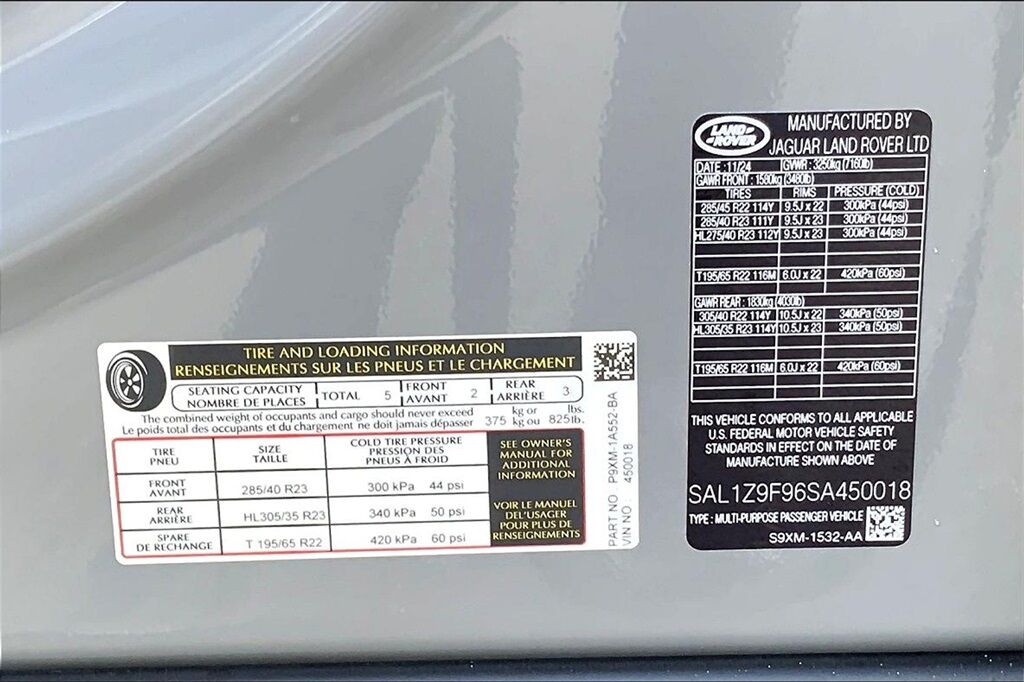 TIRE AND LOADING INFORMATION
RENSEIGNEMENTS SUR LES PNEUS ET LE CHARGEMENT
SEATING CAPACITY
NOMBRE DE PLACES
TOTAL 5
FRONT
AVANT 2
REAR
ARRIÈRE 3
The combined weight of occupants and cargo should never exceed
Le poids total des occupants et du chargement ne doit jamais dépasser
375 kg or
kg ou
825 lbs.
lb.
TIRE
PNEU
SIZE
TAILLE
COLD TIRE PRESSURE
PRESSION DES
PNEUS À FROID
FRONT
AVANT
285/40 R23
300 kPa 44 psi
REAR
ARRIÈRE
HL305/35 R23
340 kPa 50 psi
SPARE
DE RECHANGE
T 195/65 R22
420 kPa 60 psi
SEE OWNER'S
MANUAL FOR
ADDITIONAL
INFORMATION
VOIR LE MANUEL
DEL'USAGER
POUR PLUS DE
RENSEIGNEMENTS
PART NO P9XM-1A552-BA
VIN NO : 450018
LAND
ROVER
MANUFACTURED BY
JAGUAR LAND ROVER LTD
DATE :11/24 GVWR : 3250kg (7160lb)
GAWR FRONT : 1580kg (3480lb)
TIRES RIMS PRESSURE (COLD)
285/45 R22 114Y 9.5J x 22 300kPa (44psi)
285/40 R23 111Y 9.5J x 23 300kPa (44psi)
HL275/40 R23 112Y 9.5J x 23 300kPa (44psi)
T195/65 R22 116M 6.0J x 22 420kPa (60psi)
GAWR REAR : 1830kg (4030lb)
305/40 R22 114Y 10.5J x 22 340kPa (50psi)
HL305/35 R23 114Y 10.5J x 23 340kPa (50psi)
T195/65 R22 116M 6.0J x 22 420kPa (60psi)
THIS VEHICLE CONFORMS TO ALL APPLICABLE
U.S. FEDERAL MOTOR VEHICLE SAFETY
STANDARDS IN EFFECT ON THE DATE OF
MANUFACTURE SHOWN ABOVE
SAL1Z9F96SA450018
TYPE : MULTI-PURPOSE PASSENGER VEHICLE
S9XM-1532-AA